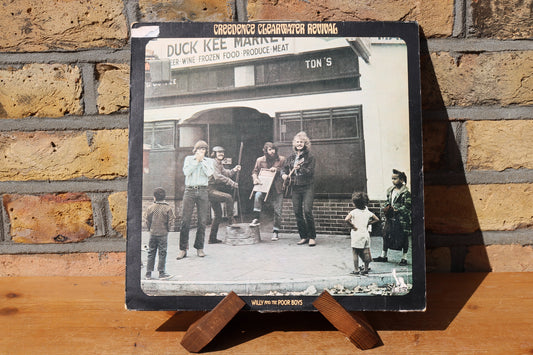 CREEDENCE CLEARWATER REVIVAL
DUCK KEE MARKET
BEER·WINE FROZEN FOOD·PRODUCE·MEAT
TON'S
WILLY AND THE POOR BOYS